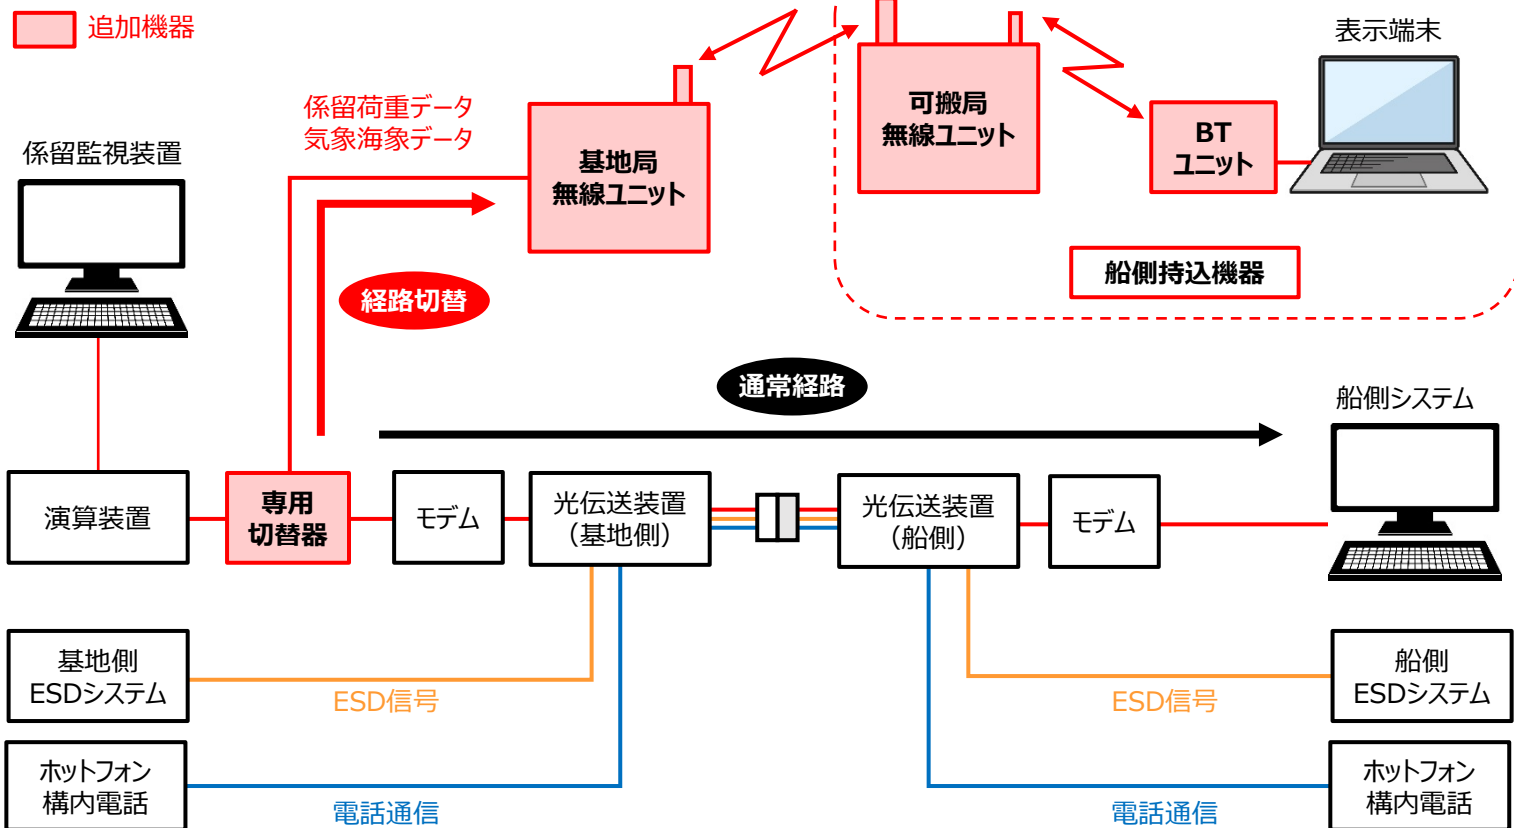 追加機器
表示端末
係留荷重データ
気象海象データ
可搬局
無線ユニット
BT
ユニット
係留監視装置
基地局
無線ユニット
船側持込機器
経路切替
通常経路
船側システム
演算装置
専用
切替器
モデム
光伝送装置
（基地側）
光伝送装置
（船側）
モデム
基地側
ESDシステム
ESD信号
ESD信号
船側
ESDシステム
ホットフォン
構内電話
電話通信
電話通信
ホットフォン
構内電話